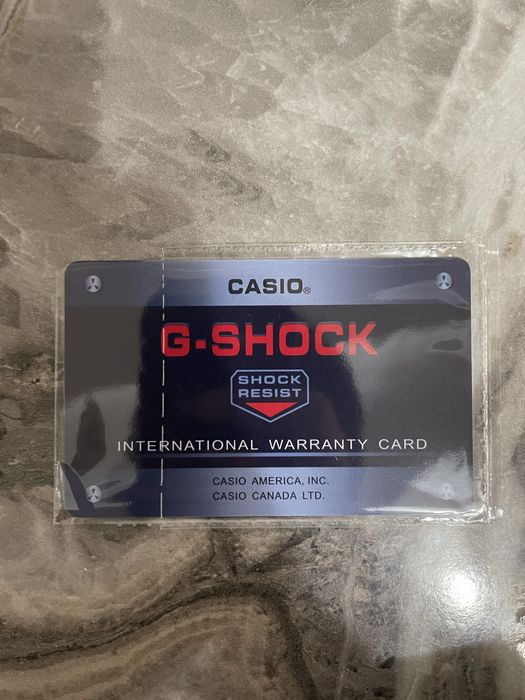 CASIO®
G-SHOCK
SHOCK
RESIST
INTERNATIONAL WARRANTY CARD
CASIO AMERICA, INC.
CASIO CANADA LTD.